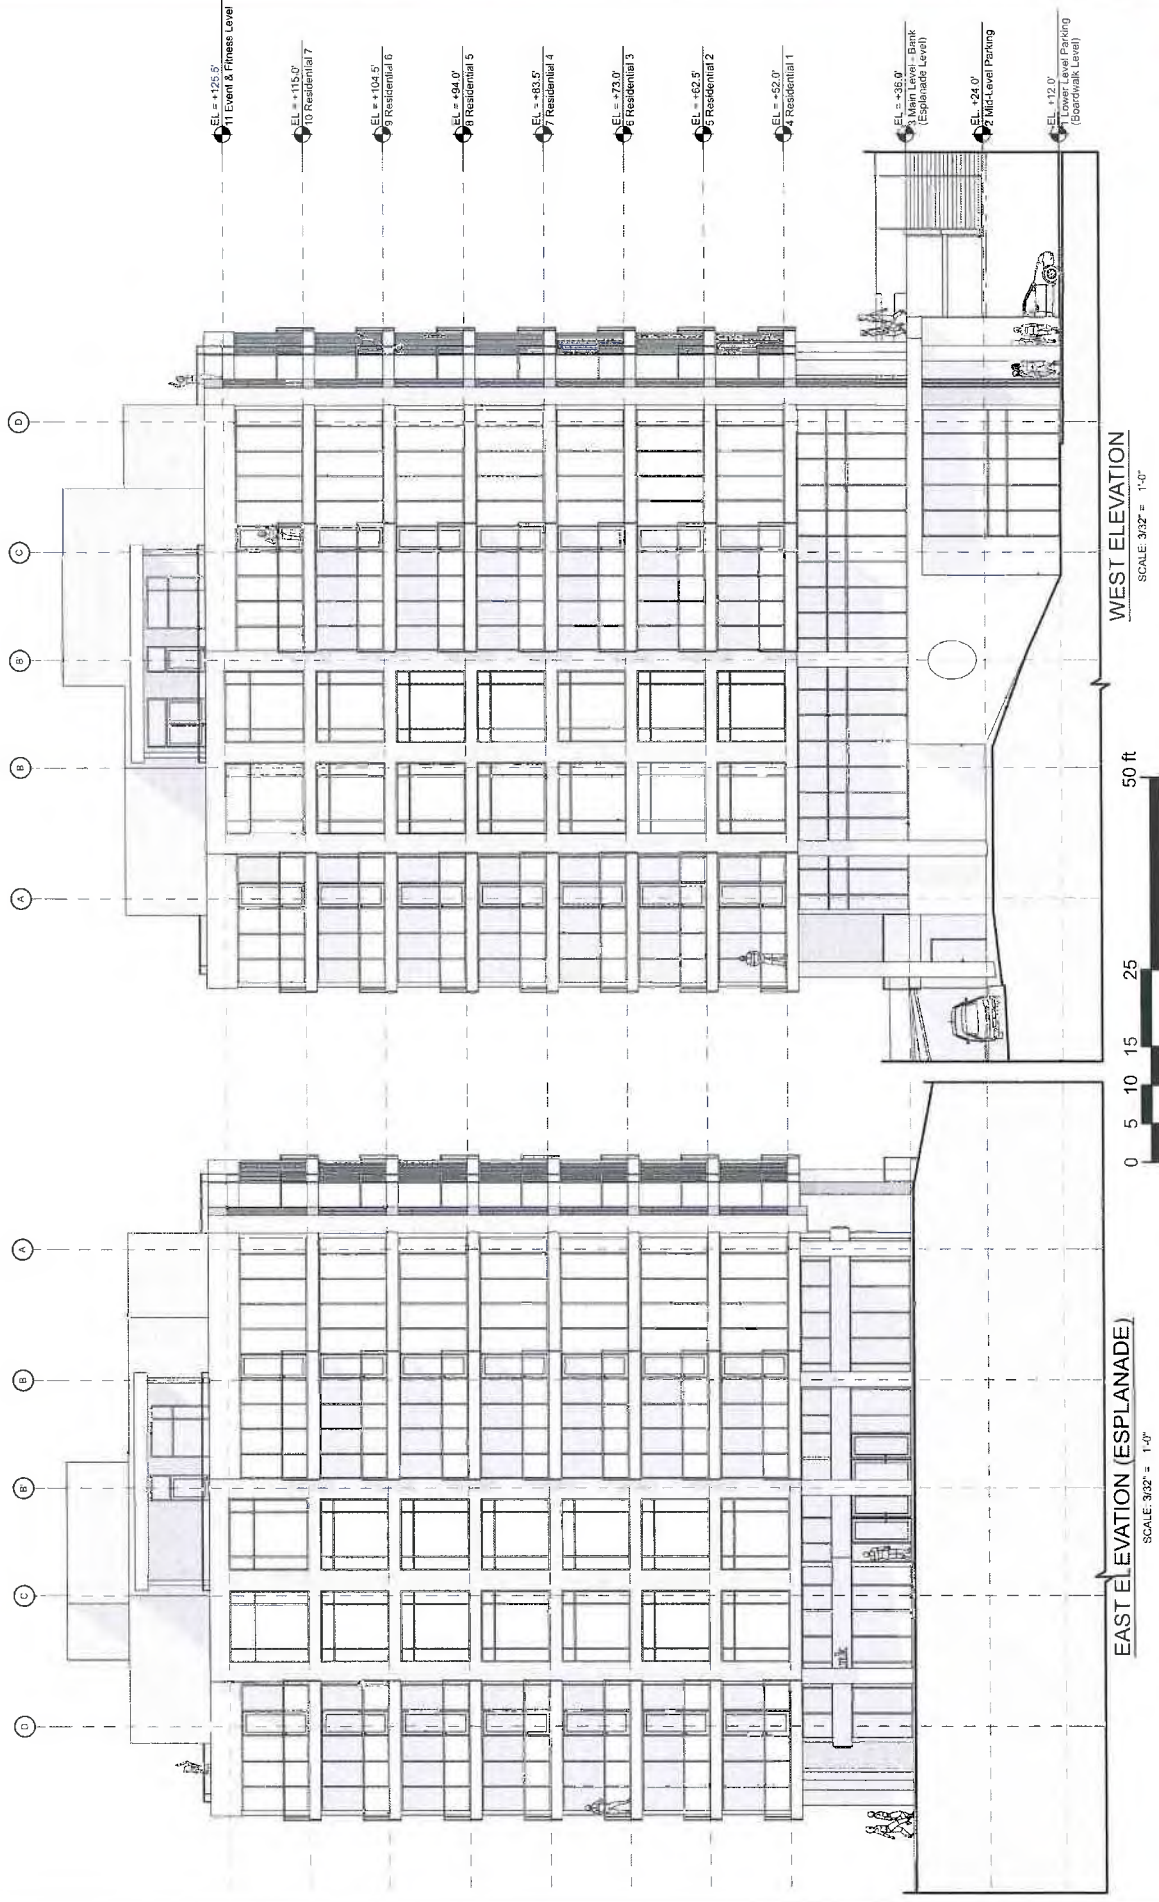 EL = +125.5'
11 Event & Fitness Level
EL = +115.0'
10 Residential 7
EL = +104.5'
9 Residential 6
EL = +94.0'
8 Residential 5
EL = +83.5'
7 Residential 4
EL = +73.0'
6 Residential 3
EL = +62.5'
5 Residential 2
EL = +52.0'
4 Residential 1
EL = +36.0'
3 Main Level - Bank
(Esplanade Level)
EL. +24.0'
2 Mid-Level Parking
EL. +12.0'
1 Lower Level Parking
(Boardwalk Level)
D
C
B'
B
A
WEST ELEVATION
SCALE: 3/32" = 1'-0"
A
B
B'
C
D
EAST ELEVATION (ESPLANADE)
SCALE: 3/32" = 1'-0"
0 5 10 15 25 50 ft